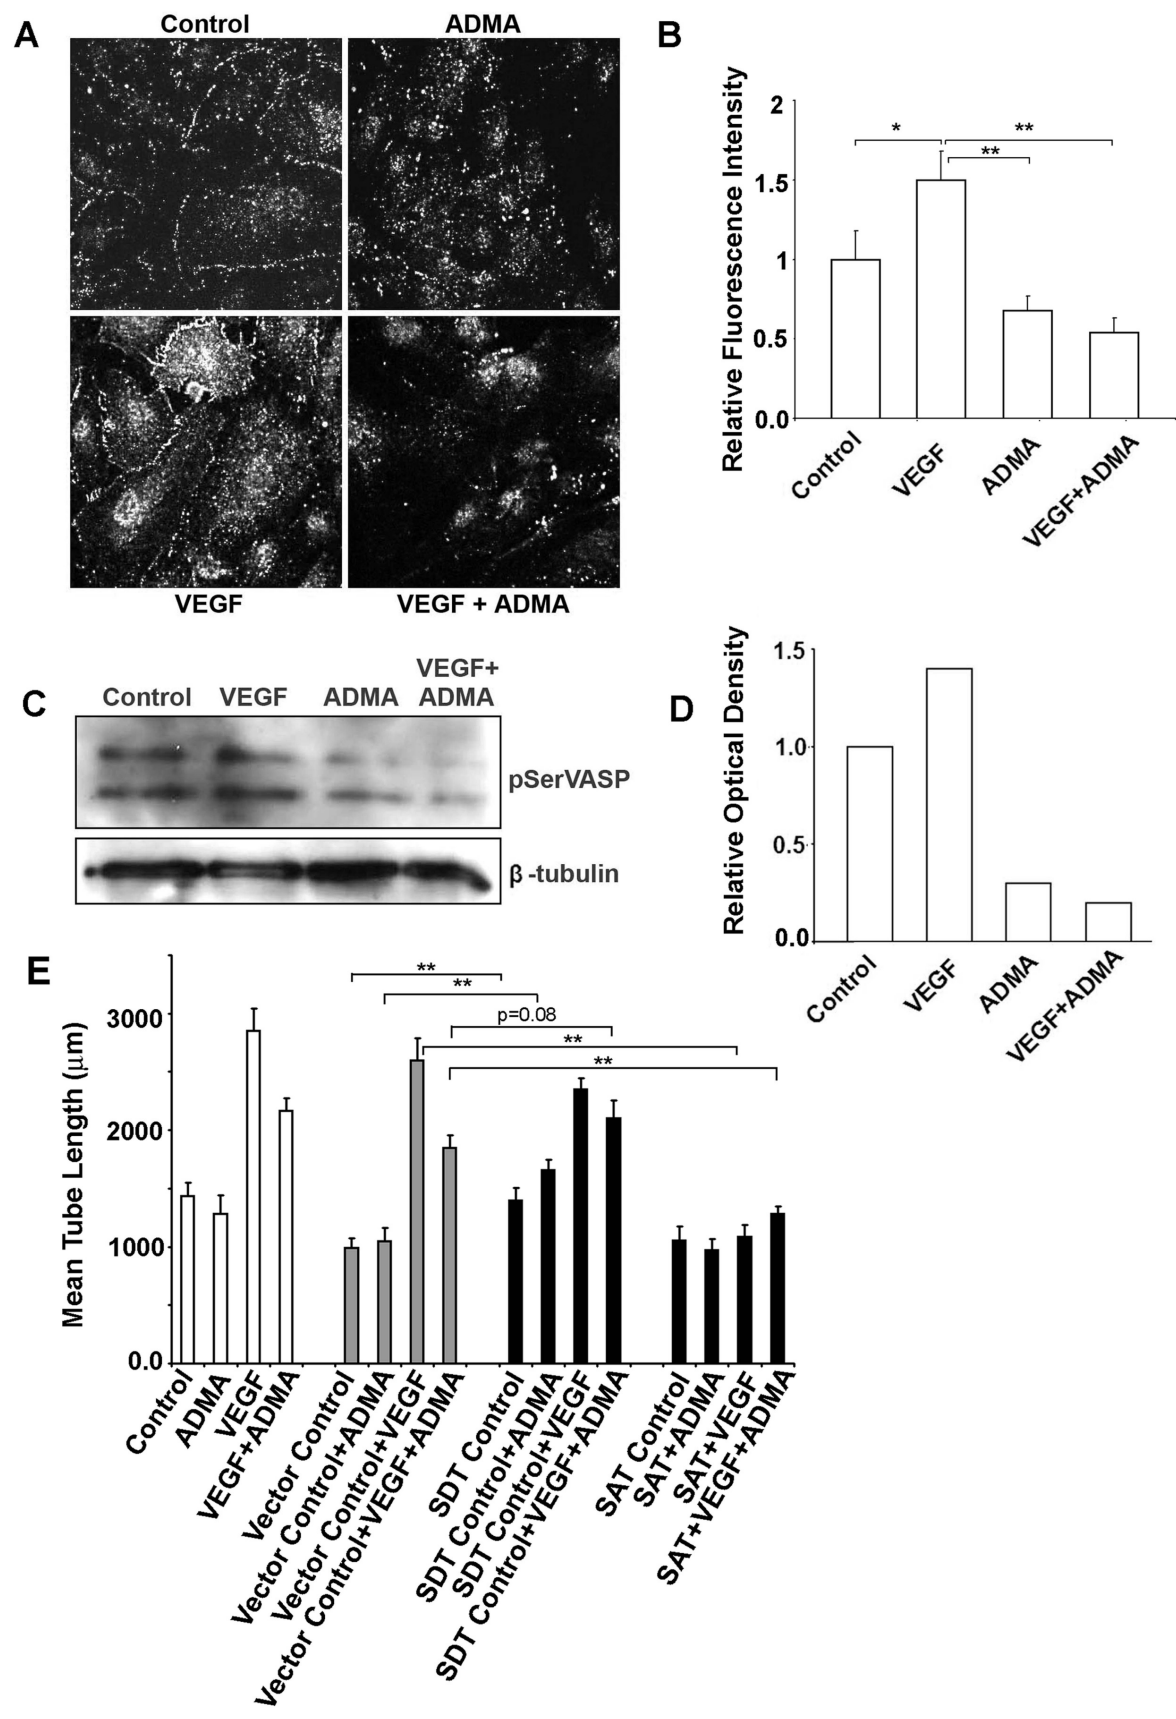 A
Control
ADMA
VEGF
VEGF + ADMA
B
Relative Fluorescence Intensity
2
1.5
1
0.5
0.0
*
**
**
Control
VEGF
ADMA
VEGF+ADMA
C
Control
VEGF
ADMA
VEGF+
ADMA
pSerVASP
β -tubulin
D
Relative Optical Density
1.5
1.0
0.5
0.0
Control
VEGF
ADMA
VEGF+ADMA
E
Mean Tube Length (µm)
3000
2000
1000
0.0
**
**
p=0.08
**
**
Control
ADMA
VEGF
VEGF+ADMA
Vector Control
Vector Control+ADMA
Vector Control+VEGF
Vector Control+VEGF+ADMA
SDT Control
SDT Control+ADMA
SDT Control+VEGF
SDT Control+VEGF+ADMA
SAT Control
SAT+ADMA
SAT+VEGF
SAT+VEGF+ADMA